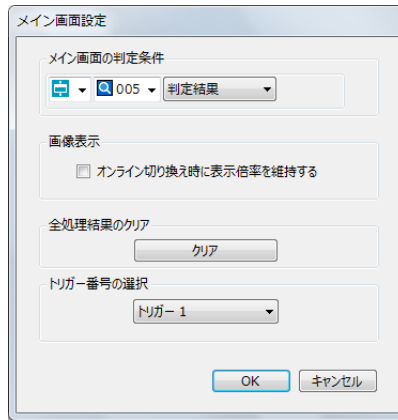 メイン画面設定
メイン画面の判定条件
005 判定結果
画像表示
オンライン切り換え時に表示倍率を維持する
全処理結果のクリア
クリア
トリガー番号の選択
トリガー 1
OK キャンセル